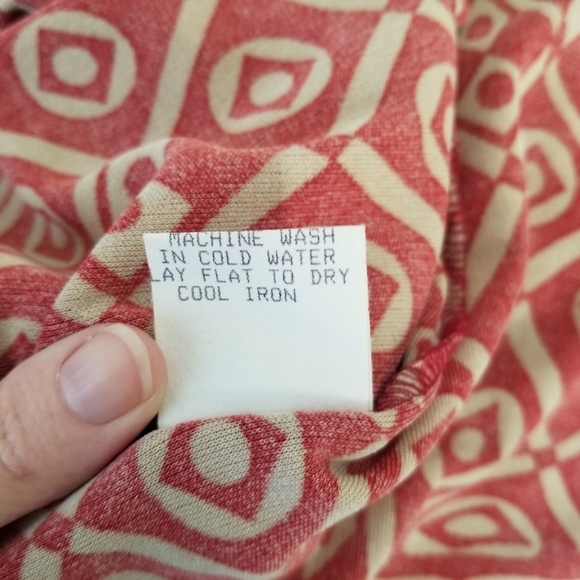 MACHINE WASH
IN COLD WATER
LAY FLAT TO DRY
COOL IRON